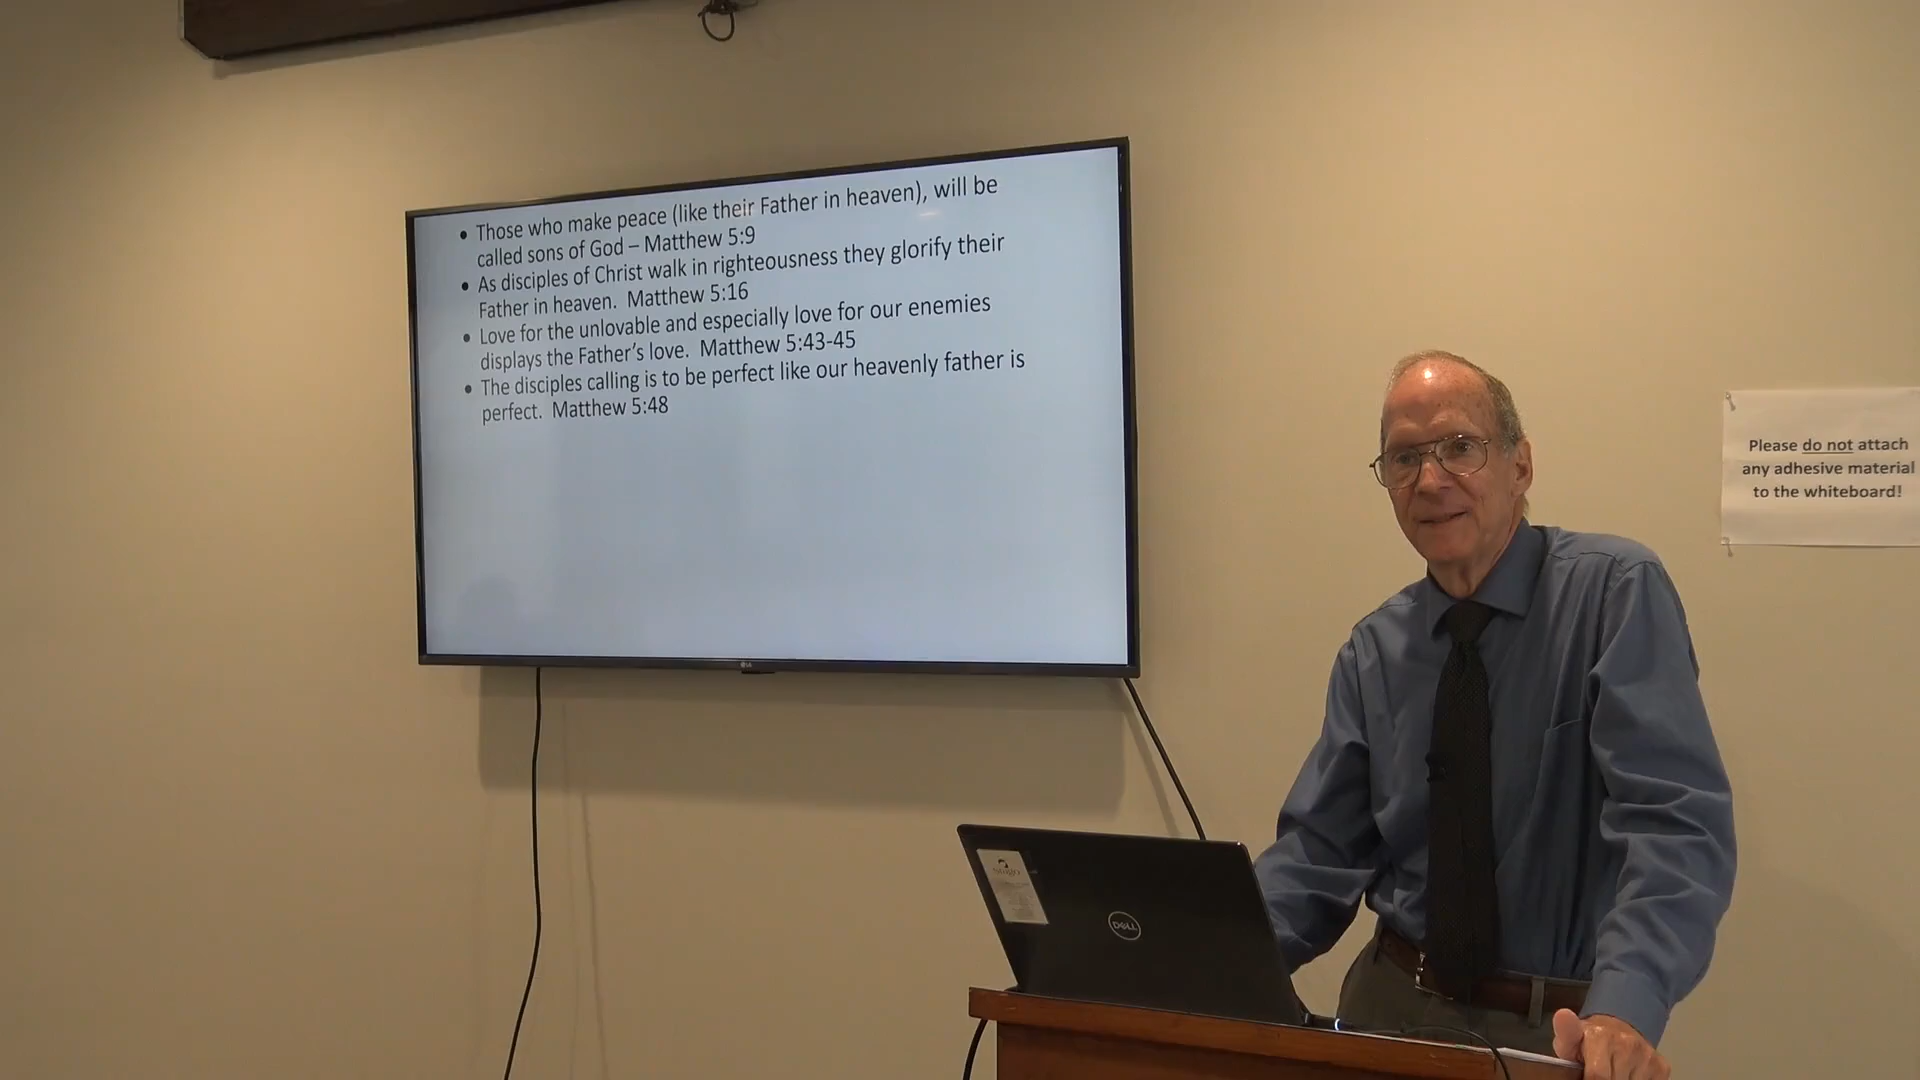 • Those who make peace (like their Father in heaven), will be
called sons of God – Matthew 5:9
• As disciples of Christ walk in righteousness they glorify their
Father in heaven.  Matthew 5:16
• Love for the unlovable and especially love for our enemies
displays the Father's love.  Matthew 5:43-45
• The disciples calling is to be perfect like our heavenly father is
perfect.  Matthew 5:48
LG
Please do not attach
any adhesive material
to the whiteboard!
DELL